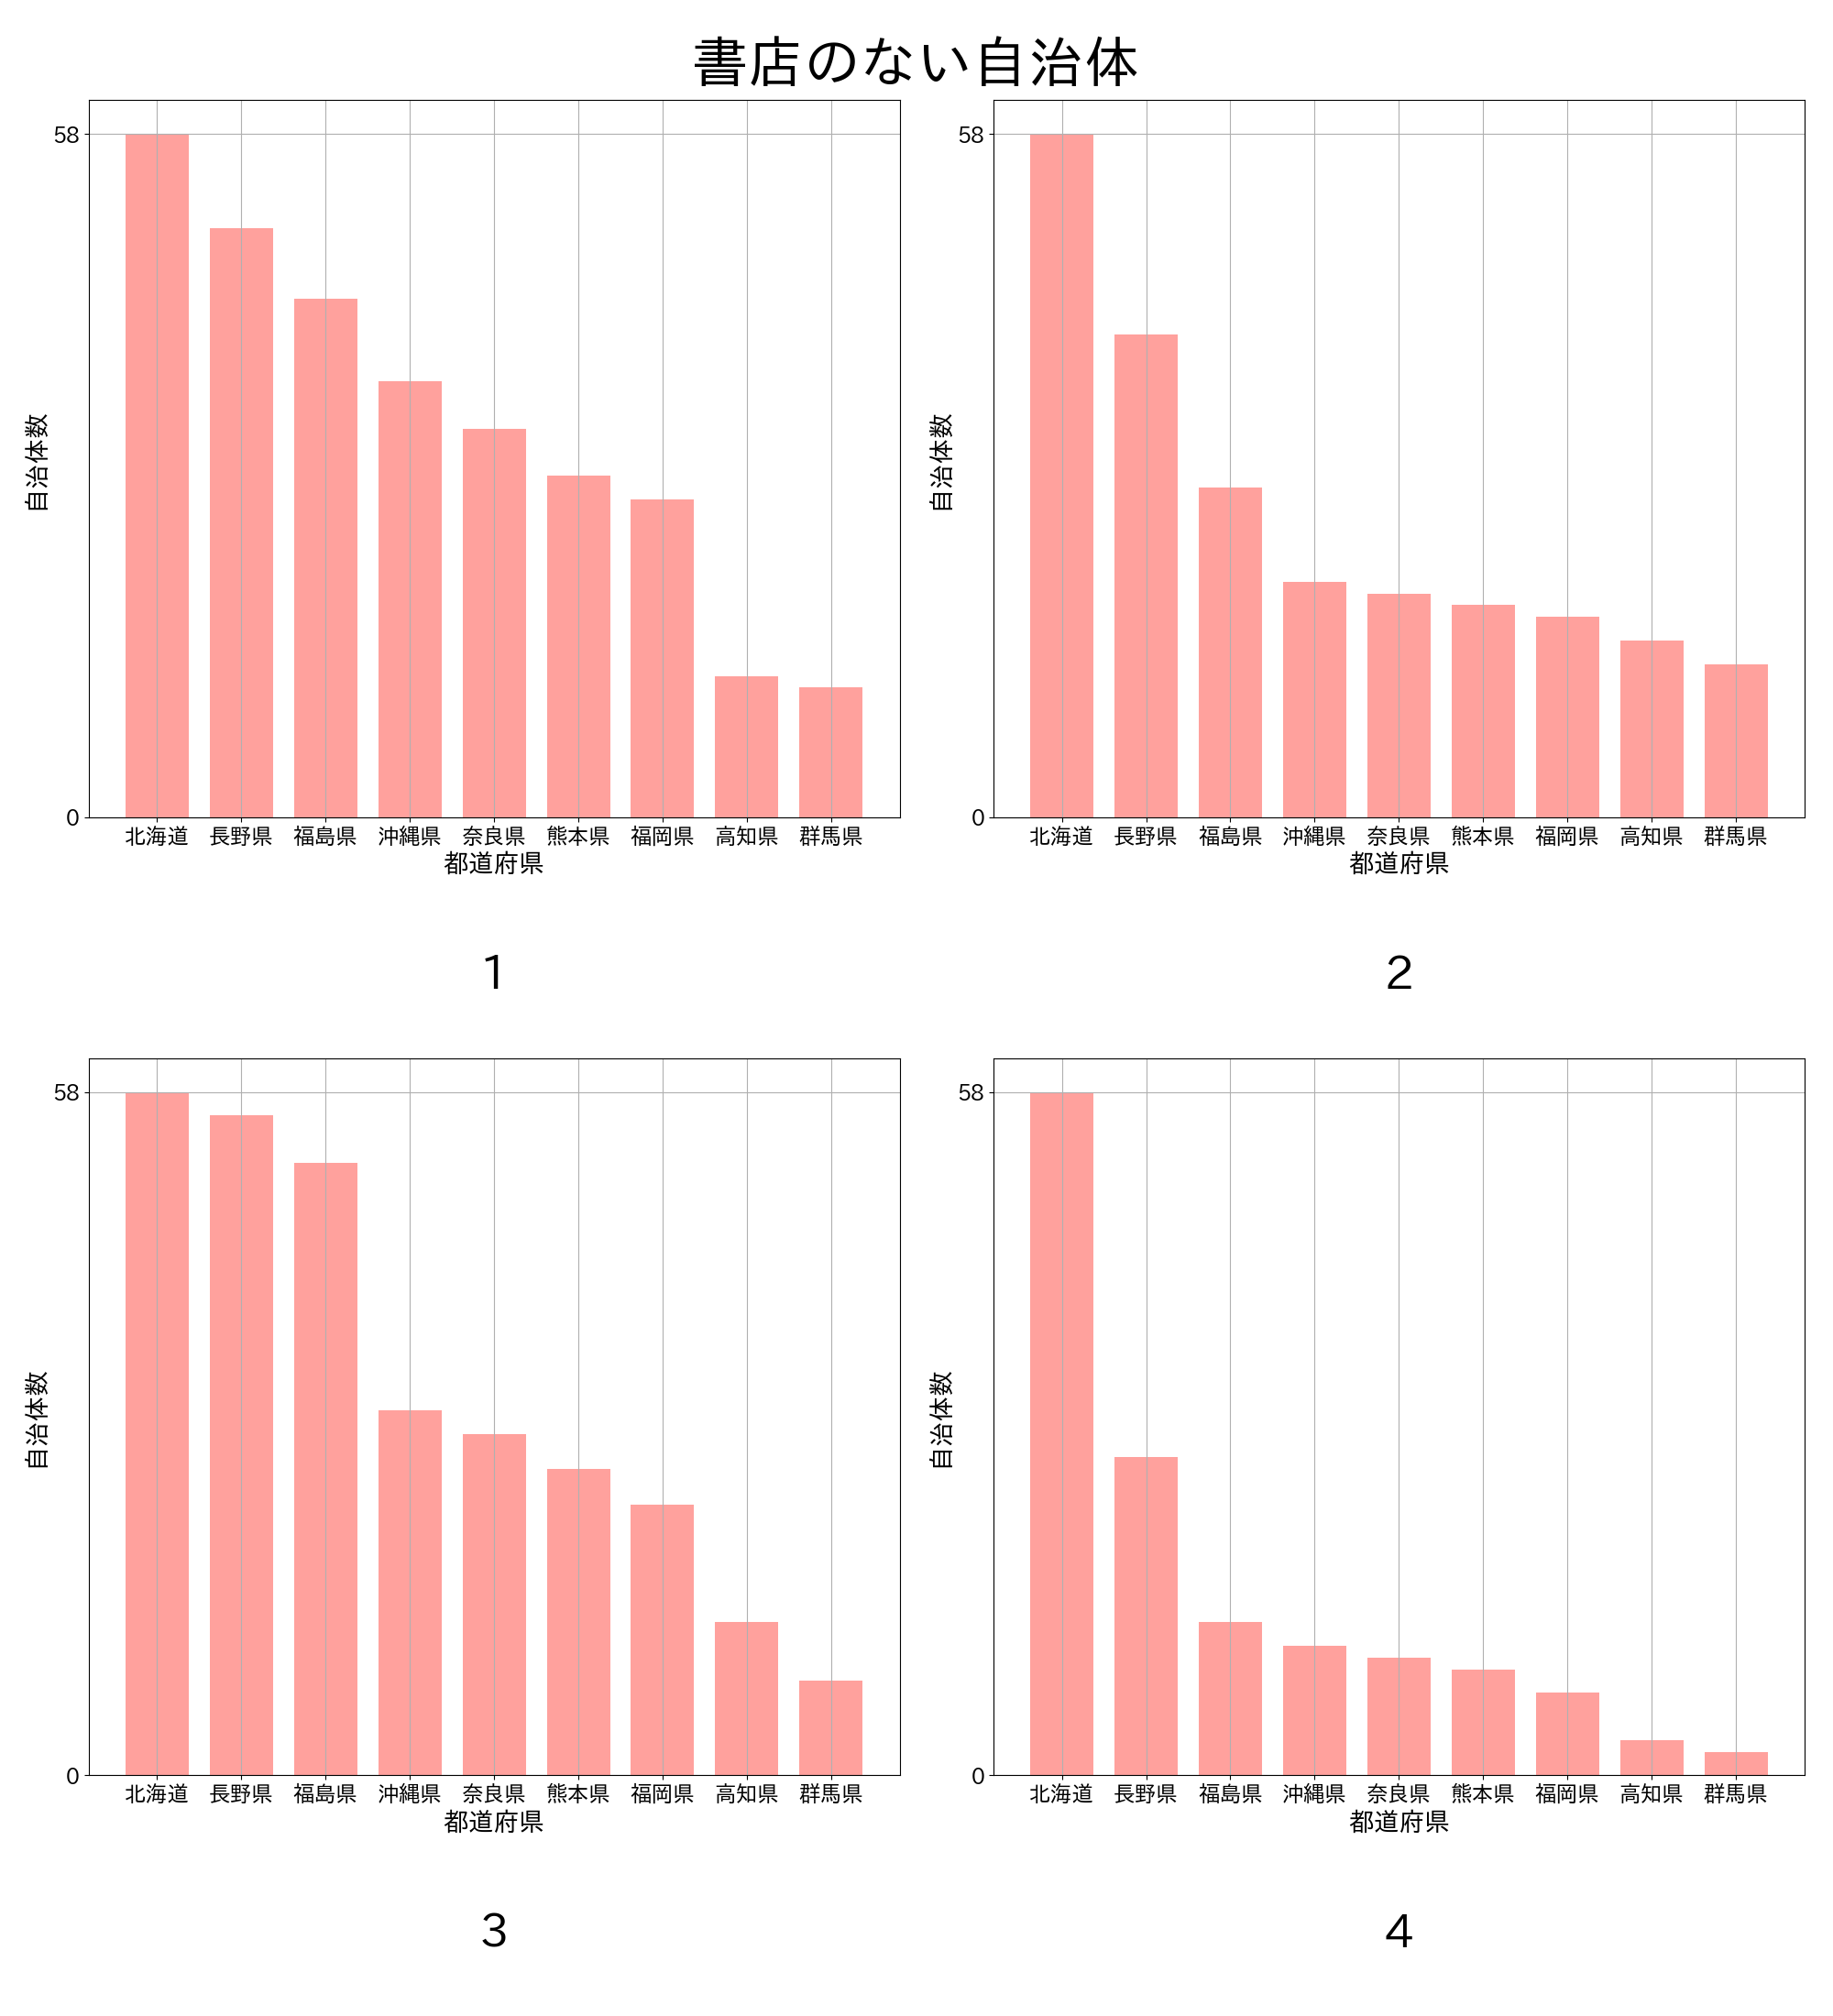 書店のない自治体
58
自治体数
0
北海道 長野県 福島県 沖縄県 奈良県 熊本県 福岡県 高知県 群馬県
都道府県
1
58
自治体数
0
北海道 長野県 福島県 沖縄県 奈良県 熊本県 福岡県 高知県 群馬県
都道府県
2
58
自治体数
0
北海道 長野県 福島県 沖縄県 奈良県 熊本県 福岡県 高知県 群馬県
都道府県
3
58
自治体数
0
北海道 長野県 福島県 沖縄県 奈良県 熊本県 福岡県 高知県 群馬県
都道府県
4